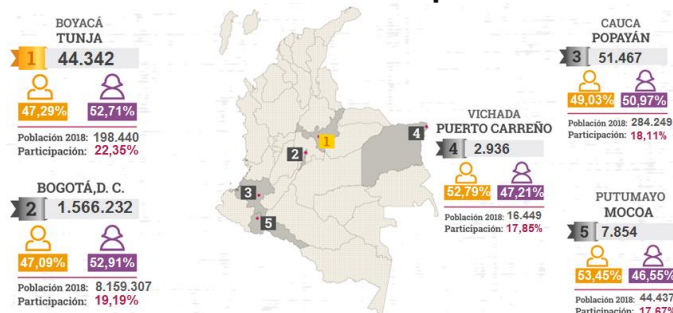 BOYACÁ
TUNJA
1 44.342
47,29% 52,71%
Población 2018: 198.440
Participación: 22,35%
BOGOTÁ,D. C.
2 1.566.232
47,09% 52,91%
Población 2018: 8.159.307
Participación: 19,19%
1
2
3
4
5
VICHADA
PUERTO CARREÑO
4 2.936
52,79% 47,21%
Población 2018: 16.449
Participación: 17,85%
CAUCA
POPAYÁN
3 51.467
49,03% 50,97%
Población 2018: 284.249
Participación: 18,11%
PUTUMAYO
MOCOA
5 7.854
53,45% 46,55%
Población 2018: 44.437
Participación: 17,67%